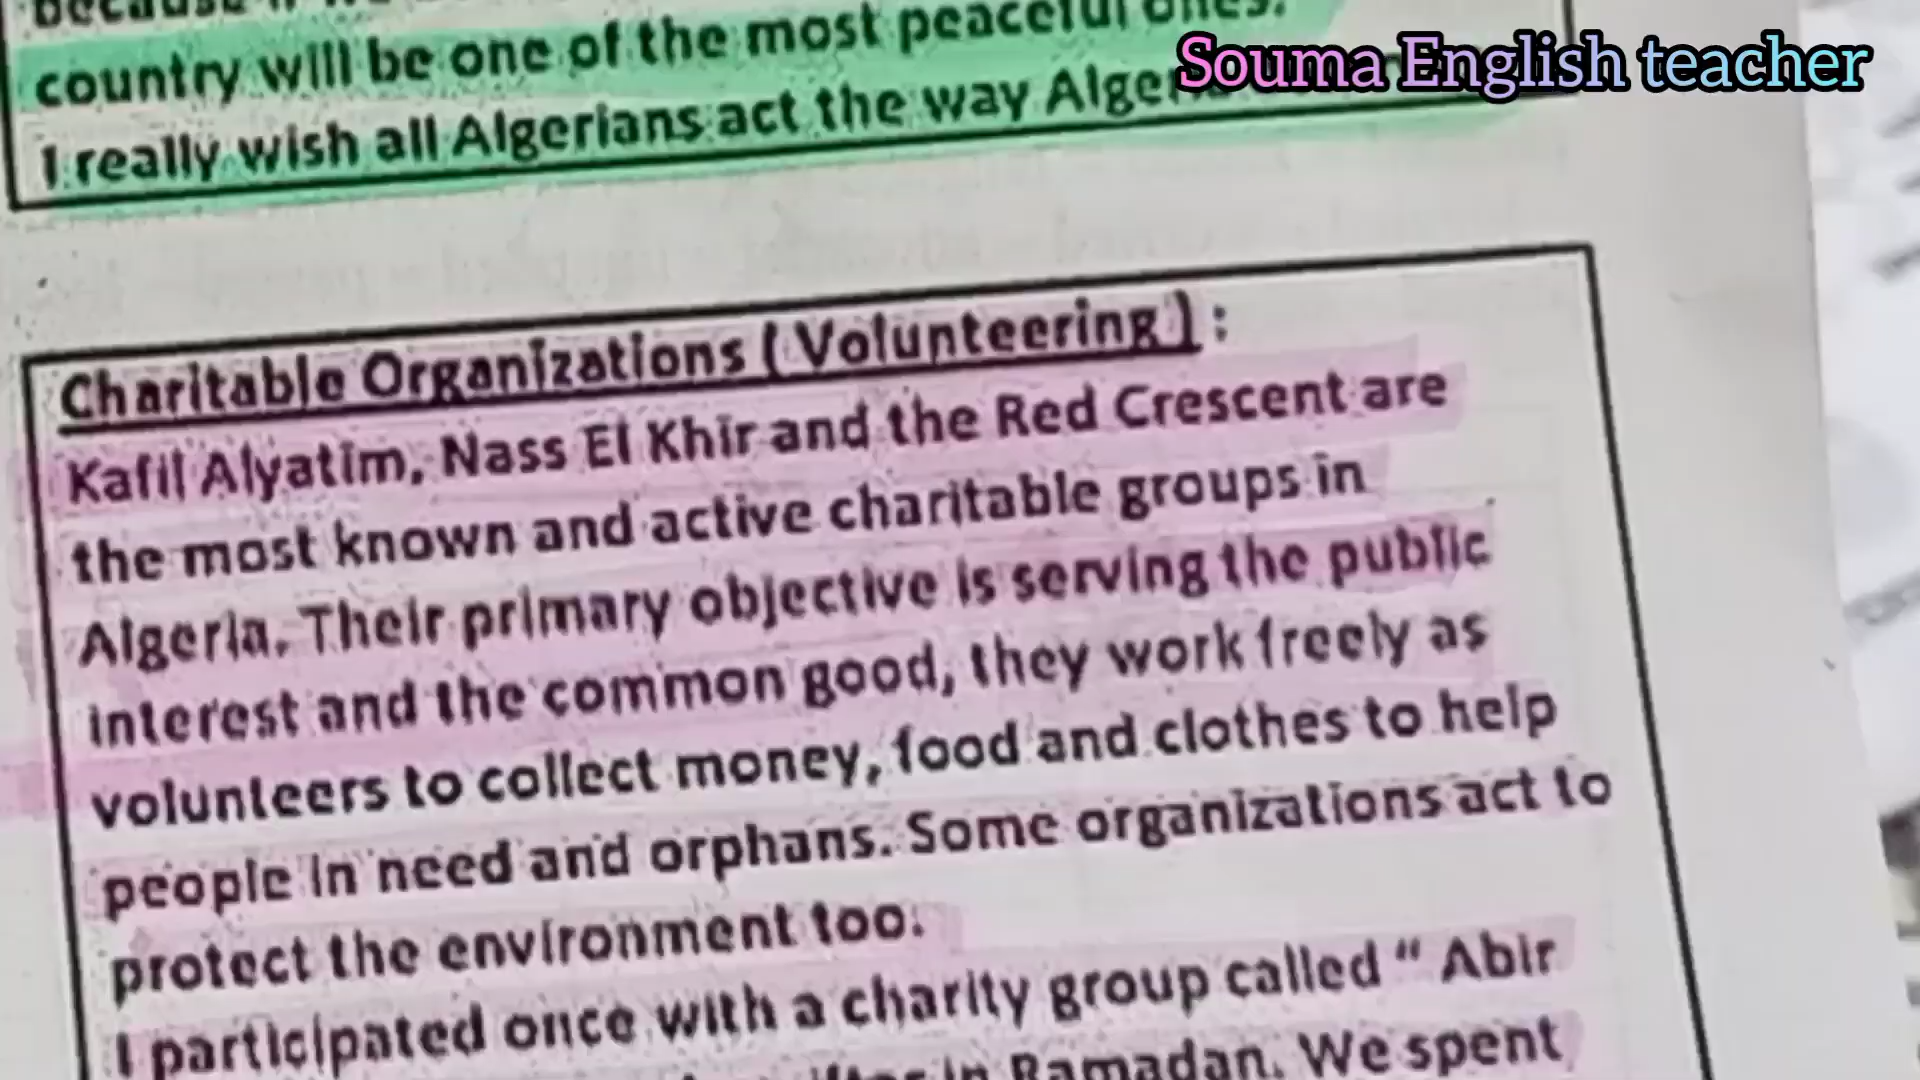 country will be one of the most peaceful ones.
Souma English teacher
I really wish all Algerians act the way
Charitable Organizations ( Volunteering ) :
Kafil Alyatim, Nass El Khir and the Red Crescent are
the most known and active charitable groups in
Algeria. Their primary objective is serving the public
interest and the common good, they work freely as
volunteers to collect money, food and clothes to help
people in need and orphans. Some organizations act to
protect the environment too.
I participated once with a charity group called “ Abir
in Ramadan. We spent